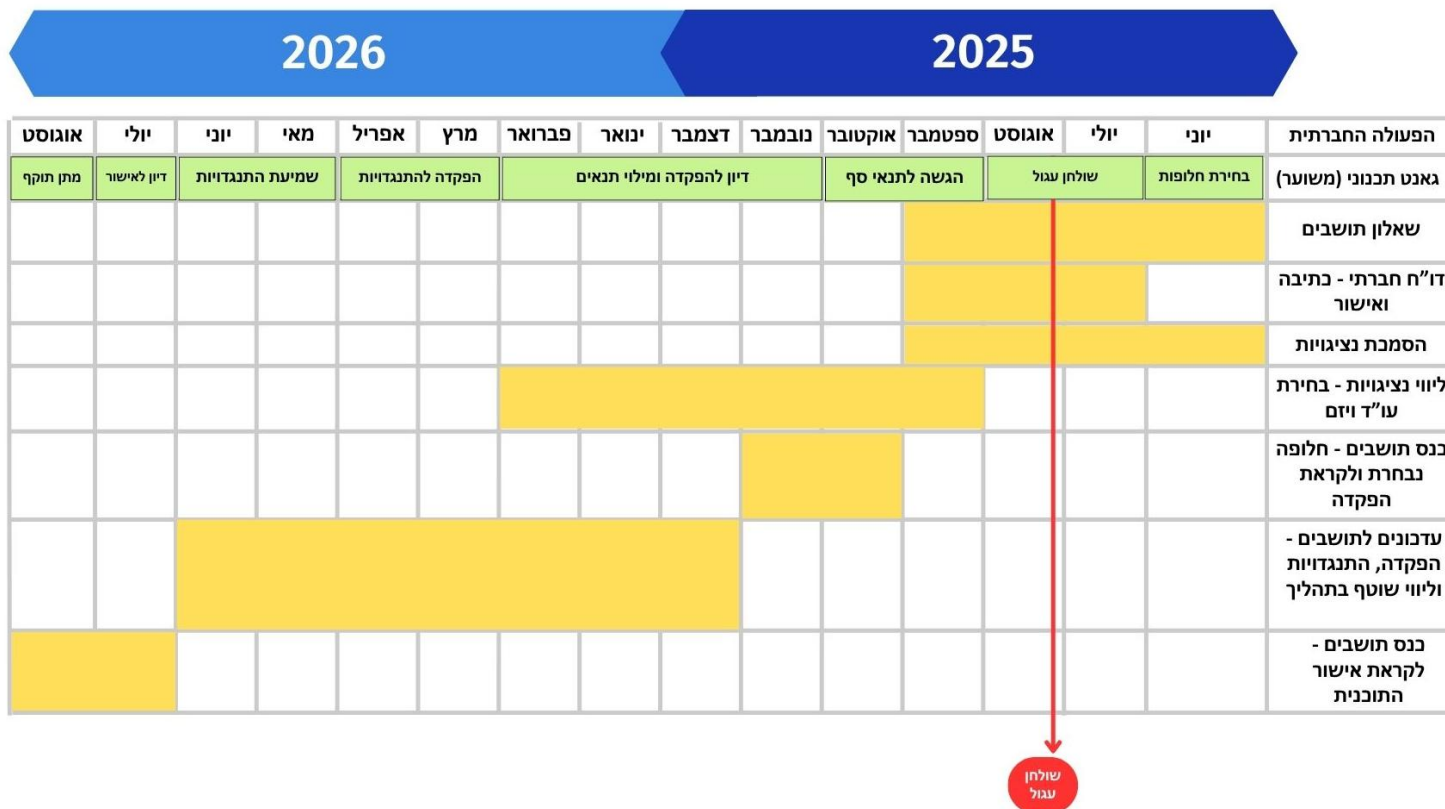 2025
2026
הפעולה החברתית
יוני
יולי
אוגוסט
ספטמבר
אוקטובר
נובמבר
דצמבר
ינואר
פברואר
מרץ
אפריל
מאי
יוני
יולי
אוגוסט
גאנט תכנוני (משוער)
בחירת חלופות
שולחן עגול
הגשה לתנאי סף
דיון להפקדה ומילוי תנאים
הפקדה להתנגדויות
שמיעת התנגדויות
דיון לאישור
מתן תוקף
שאלון תושבים
דו"ח חברתי - כתיבה
ואישור
הסמכת נציגויות
ליווי נציגויות - בחירת
עו"ד ויזם
כנס תושבים - חלופה
נבחרת ולקראת
הפקדה
עדכונים לתושבים -
הפקדה, התנגדויות
וליווי שוטף בתהליך
כנס תושבים -
לקראת אישור
התוכנית
שולחן
עגול